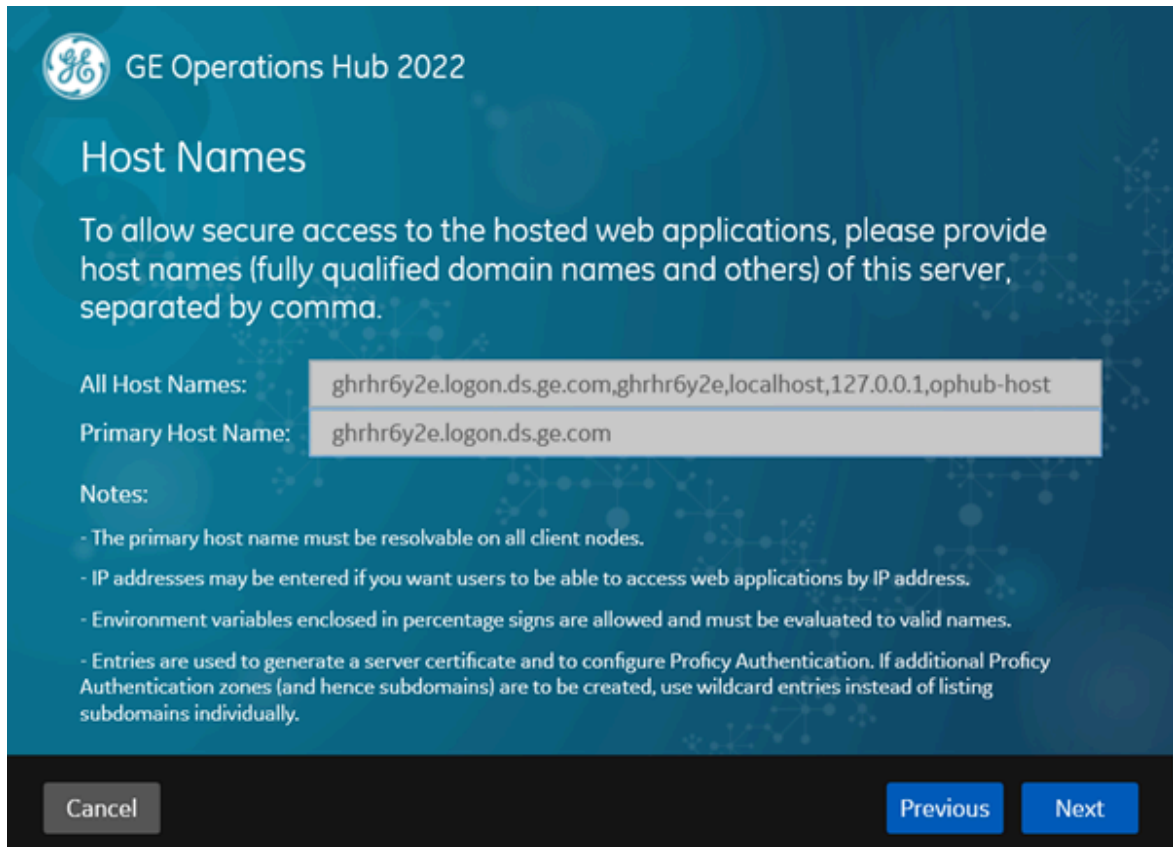 GE Operations Hub 2022
Host Names
To allow secure access to the hosted web applications, please provide
host names (fully qualified domain names and others) of this server,
separated by comma.
All Host Names: ghrhr6y2e.logon.ds.ge.com,ghrhr6y2e,localhost,127.0.0.1,ophub-host
Primary Host Name: ghrhr6y2e.logon.ds.ge.com
Notes:
- The primary host name must be resolvable on all client nodes.
- IP addresses may be entered if you want users to be able to access web applications by IP address.
- Environment variables enclosed in percentage signs are allowed and must be evaluated to valid names.
- Entries are used to generate a server certificate and to configure Proficy Authentication. If additional Proficy
Authentication zones (and hence subdomains) are to be created, use wildcard entries instead of listing
subdomains individually.
Cancel Previous Next